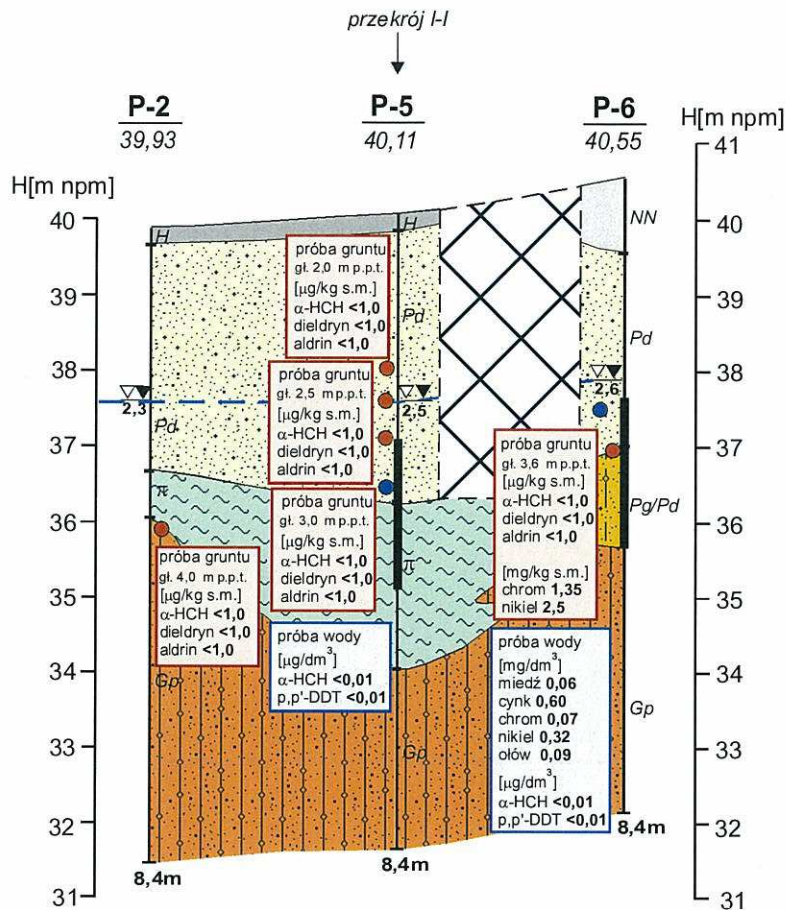 przekrój I-I
P-2
39,93
P-5
40,11
P-6
40,55
H[m npm]
40
39
38
37
36
35
34
33
32
31
H[m npm]
41
40
39
38
37
36
35
34
33
32
31
H
Pd
2,3
π
Gp
8,4m
H
Pd
2,5
π
Gp
8,4m
NN
Pd
2,6
Pg/Pd
Gp
8,4m
próba gruntu
gł. 2,0 m p.p.t.
[µg/kg s.m.]
α-HCH <1,0
dieldryn <1,0
aldrin <1,0
próba gruntu
gł. 2,5 m p.p.t.
[µg/kg s.m.]
α-HCH <1,0
dieldryn <1,0
aldrin <1,0
próba gruntu
gł. 3,0 m p.p.t.
[µg/kg s.m.]
α-HCH <1,0
dieldryn <1,0
aldrin <1,0
próba gruntu
gł. 4,0 m p.p.t.
[µg/kg s.m.]
α-HCH <1,0
dieldryn <1,0
aldrin <1,0
próba wody
[µg/dm³]
α-HCH <0,01
p,p'-DDT <0,01
próba gruntu
gł. 3,6 m p.p.t.
[µg/kg s.m.]
α-HCH <1,0
dieldryn <1,0
aldrin <1,0
[mg/kg s.m.]
chrom 1,35
nikiel 2,5
próba wody
[mg/dm³]
miedź 0,06
cynk 0,60
chrom 0,07
nikiel 0,32
ołów 0,09
[µg/dm³]
α-HCH <0,01
p,p'-DDT <0,01